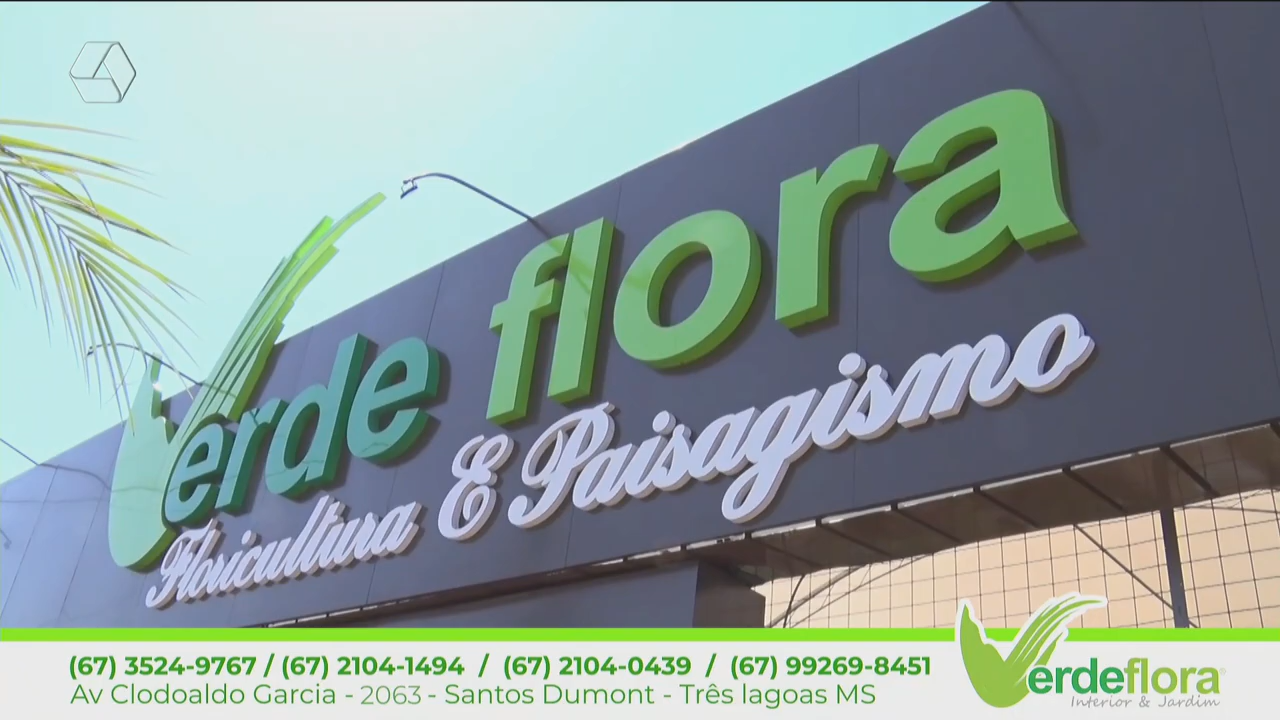 Verde flora
Floricultura E Paisagismo
(67) 3524-9767 / (67) 2104-1494 / (67) 2104-0439 / (67) 99269-8451
Av Clodoaldo Garcia - 2063 - Santos Dumont - Três lagoas MS
Verdeflora
Interior & Jardim